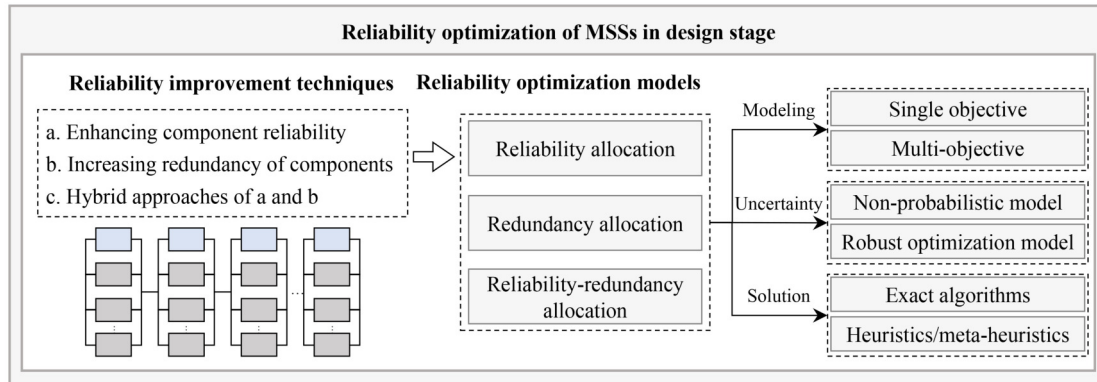 Reliability optimization of MSSs in design stage
Reliability improvement techniques
a. Enhancing component reliability
b. Increasing redundancy of components
c. Hybrid approaches of a and b
Reliability optimization models
Reliability allocation
Redundancy allocation
Reliability-redundancy
allocation
Modeling
Single objective
Multi-objective
Uncertainty
Non-probabilistic model
Robust optimization model
Solution
Exact algorithms
Heuristics/meta-heuristics